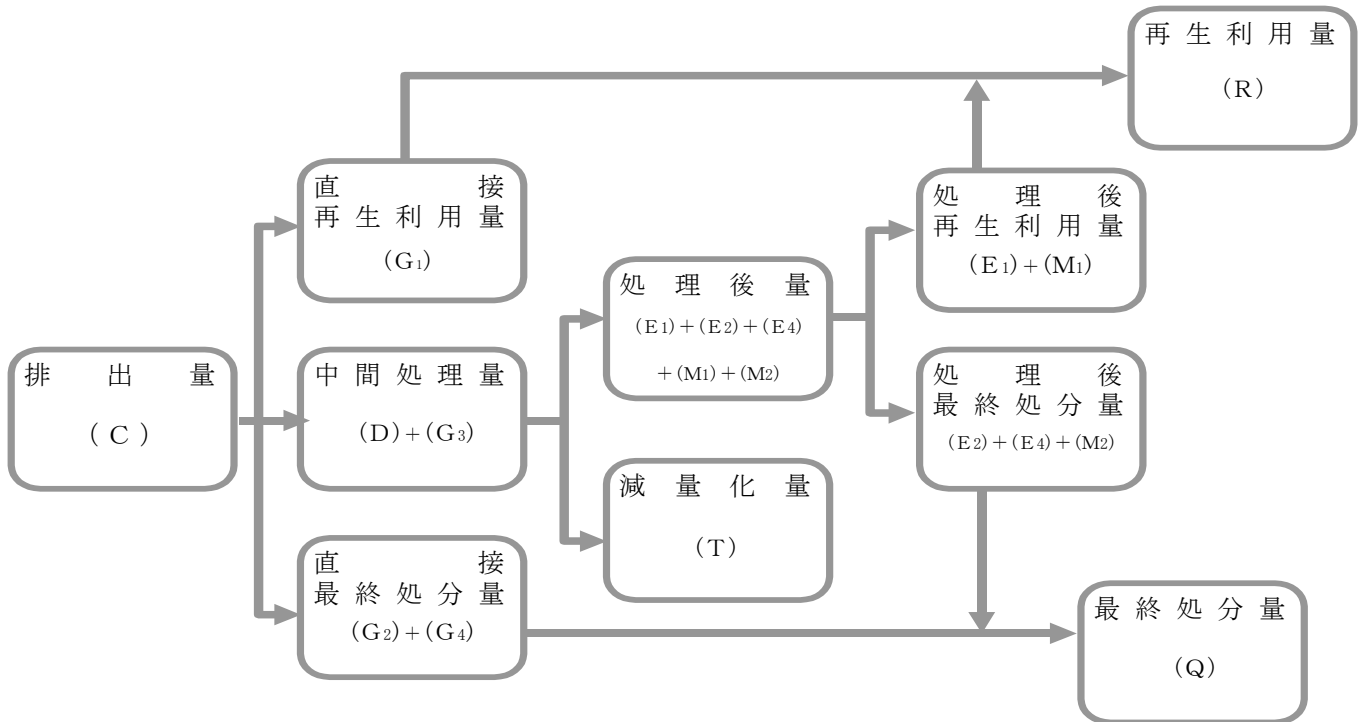 再生利用量
(R)
直接
再生利用量
(G₁)
処理後
再生利用量
(E₁)+(M₁)
処理後量
(E₁)+(E₂)+(E₄)
+(M₁)+(M₂)
排出量
(C)
中間処理量
(D)+(G₃)
処理後
最終処分量
(E₂)+(E₄)+(M₂)
減量化量
(T)
直接
最終処分量
(G₂)+(G₄)
最終処分量
(Q)